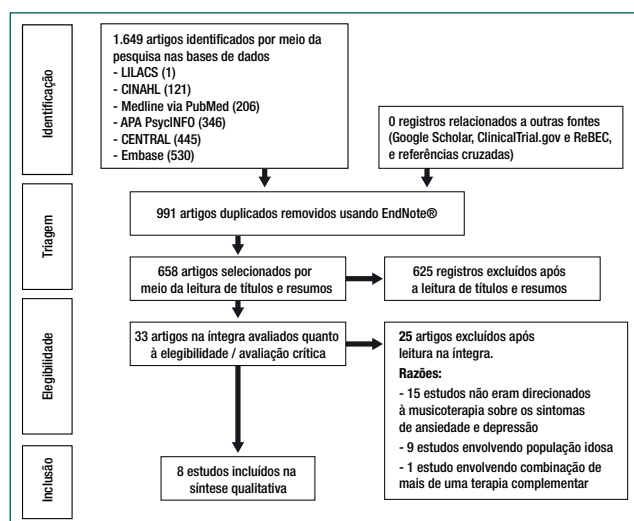 Identificação
1.649 artigos identificados por meio da
pesquisa nas bases de dados
- LILACS (1)
- CINAHL (121)
- Medline via PubMed (206)
- APA PsycINFO (346)
- CENTRAL (445)
- Embase (530)
0 registros relacionados a outras fontes
(Google Scholar, ClinicalTrial.gov e ReBEC,
e referências cruzadas)
Triagem
991 artigos duplicados removidos usando EndNote®
658 artigos selecionados por
meio da leitura de títulos e resumos
625 registros excluídos após
a leitura de títulos e resumos
Elegibilidade
33 artigos na íntegra avaliados quanto
à elegibilidade / avaliação crítica
25 artigos excluídos após
leitura na íntegra.
Razões:
- 15 estudos não eram direcionados
à musicoterapia sobre os sintomas
de ansiedade e depressão
- 9 estudos envolvendo população idosa
- 1 estudo envolvendo combinação de
mais de uma terapia complementar
Inclusão
8 estudos incluídos na
síntese qualitativa